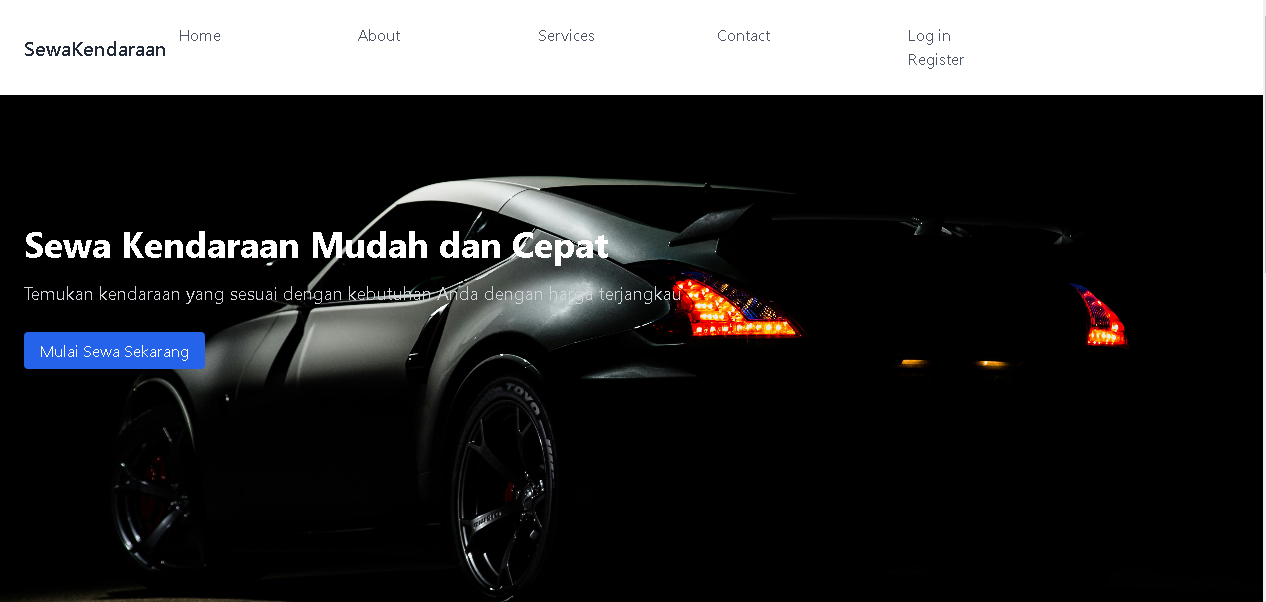 SewaKendaraan
Home
About
Services
Contact
Log in
Register
Sewa Kendaraan Mudah dan Cepat
Temukan kendaraan yang sesuai dengan kebutuhan Anda dengan harga terjangkau
Mulai Sewa Sekarang
TOYO